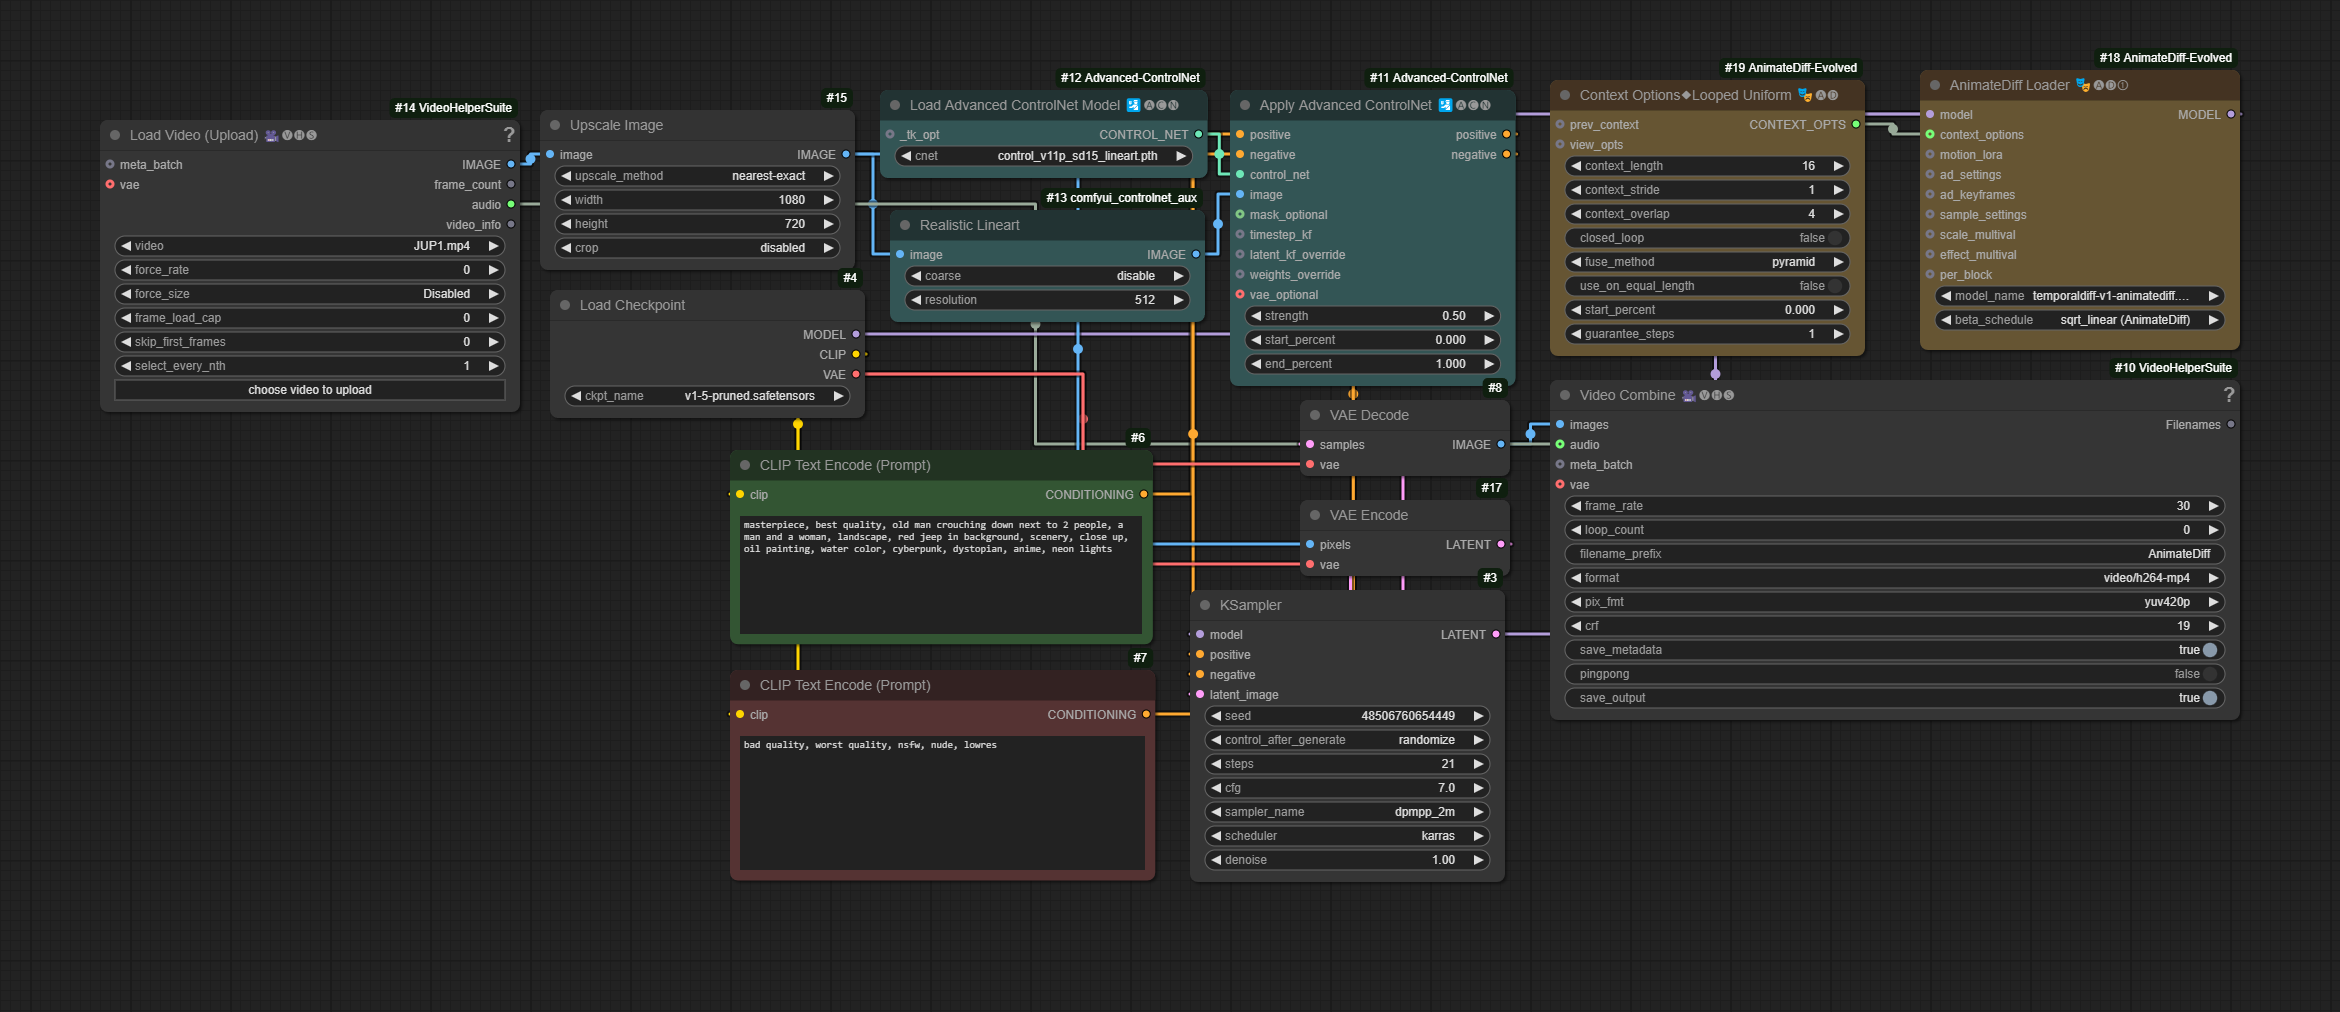 #14 VideoHelperSuite
Load Video (Upload) VHS ?
meta_batch IMAGE
vae frame_count
audio
video_info
video JUP1.mp4
force_rate 0
force_size Disabled
frame_load_cap 0
skip_first_frames 0
select_every_nth 1
choose video to upload
#15
Upscale Image
image IMAGE
upscale_method nearest-exact
width 1080
height 720
crop disabled
#4
Load Checkpoint
MODEL
CLIP
VAE
ckpt_name v1-5-pruned.safetensors
#12 Advanced-ControlNet
Load Advanced ControlNet Model ACN
_tk_opt CONTROL_NET
cnet control_v11p_sd15_lineart.pth
#13 comfyui_controlnet_aux
Realistic Lineart
image IMAGE
coarse disable
resolution 512
#11 Advanced-ControlNet
Apply Advanced ControlNet ACN
positive positive
negative negative
control_net
image
mask_optional
timestep_kf
latent_kf_override
weights_override
vae_optional
strength 0.50
start_percent 0.000
end_percent 1.000
#19 AnimateDiff-Evolved
Context Options◆Looped Uniform AD
prev_context CONTEXT_OPTS
view_opts
context_length 16
context_stride 1
context_overlap 4
closed_loop false
fuse_method pyramid
use_on_equal_length false
start_percent 0.000
guarantee_steps 1
#18 AnimateDiff-Evolved
AnimateDiff Loader ADⒾ
model MODEL
context_options
motion_lora
ad_settings
ad_keyframes
sample_settings
scale_multival
effect_multival
per_block
model_name temporaldiff-v1-animatediff....
beta_schedule sqrt_linear (AnimateDiff)
#6
CLIP Text Encode (Prompt)
clip CONDITIONING
masterpiece, best quality, old man crouching down next to 2 people, a
man and a woman, landscape, red jeep in background, scenery, close up,
oil painting, water color, cyberpunk, dystopian, anime, neon lights
#7
CLIP Text Encode (Prompt)
clip CONDITIONING
bad quality, worst quality, nsfw, nude, lowres
#8
VAE Decode
samples IMAGE
vae
#17
VAE Encode
pixels LATENT
vae
#3
KSampler
model LATENT
positive
negative
latent_image
seed 48506760654449
control_after_generate randomize
steps 21
cfg 7.0
sampler_name dpmpp_2m
scheduler karras
denoise 1.00
#10 VideoHelperSuite
Video Combine VHS ?
images Filenames
audio
meta_batch
vae
frame_rate 30
loop_count 0
filename_prefix AnimateDiff
format video/h264-mp4
pix_fmt yuv420p
crf 19
save_metadata true
pingpong false
save_output true